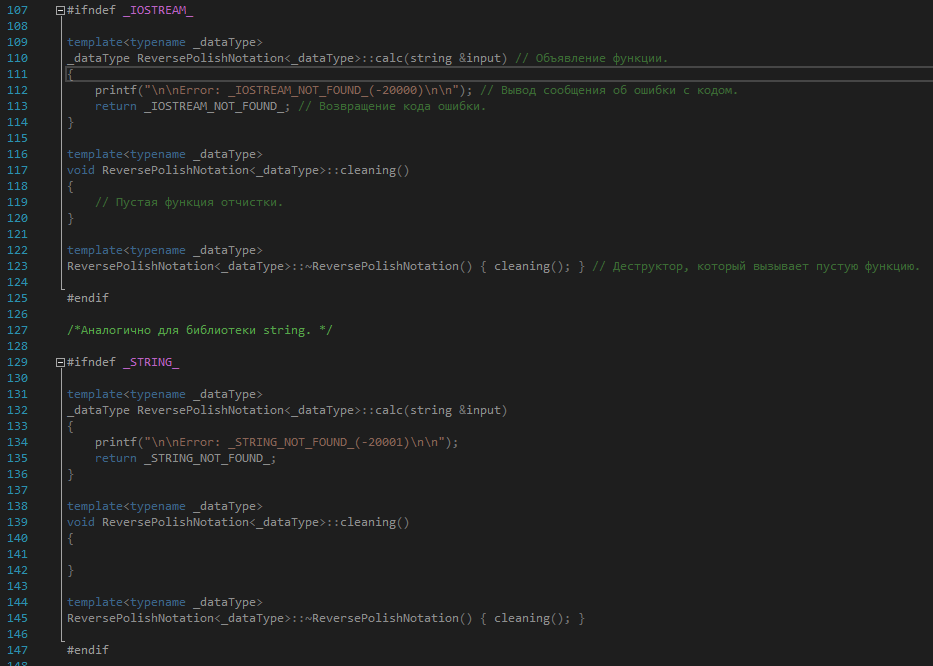 107 #ifndef _IOSTREAM_
108
109 template<typename _dataType>
110 _dataType ReversePolishNotation<_dataType>::calc(string &input) // Объявление функции.
111 {
112 printf("\n\nError: _IOSTREAM_NOT_FOUND_(-20000)\n\n"); // Вывод сообщения об ошибки с кодом.
113 return _IOSTREAM_NOT_FOUND_; // Возвращение кода ошибки.
114 }
115
116 template<typename _dataType>
117 void ReversePolishNotation<_dataType>::cleaning()
118 {
119 // Пустая функция отчистки.
120 }
121
122 template<typename _dataType>
123 ReversePolishNotation<_dataType>::~ReversePolishNotation() { cleaning(); } // Деструктор, который вызывает пустую функцию.
124
125 #endif
126
127 /*Аналогично для библиотеки string. */
128
129 #ifndef _STRING_
130
131 template<typename _dataType>
132 _dataType ReversePolishNotation<_dataType>::calc(string &input)
133 {
134 printf("\n\nError: _STRING_NOT_FOUND_(-20001)\n\n");
135 return _STRING_NOT_FOUND_;
136 }
137
138 template<typename _dataType>
139 void ReversePolishNotation<_dataType>::cleaning()
140 {
141
142 }
143
144 template<typename _dataType>
145 ReversePolishNotation<_dataType>::~ReversePolishNotation() { cleaning(); }
146
147 #endif
148